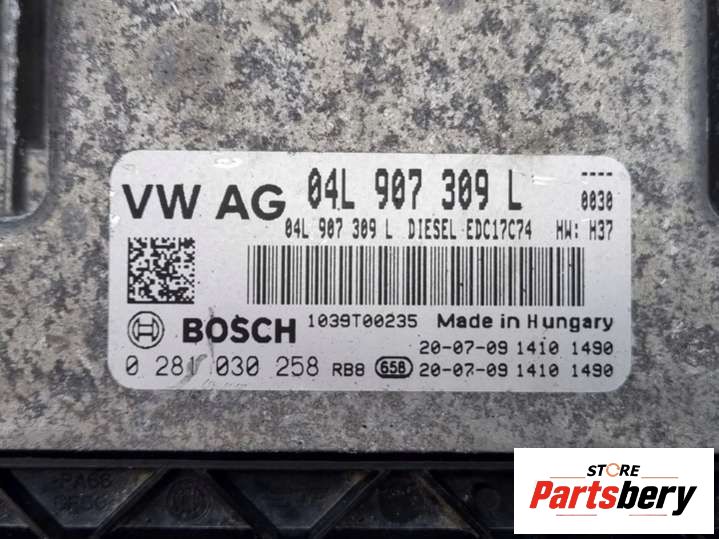 VW AG 04L 907 309 L ----
0030
04L 907 309 L DIESEL EDC17C74 HW: H37
BOSCH 1039T00235 Made in Hungary
20-07-09 1410 1490
0 281 030 258 RB8 658 20-07-09 1410 1490
STORE
Partsbery